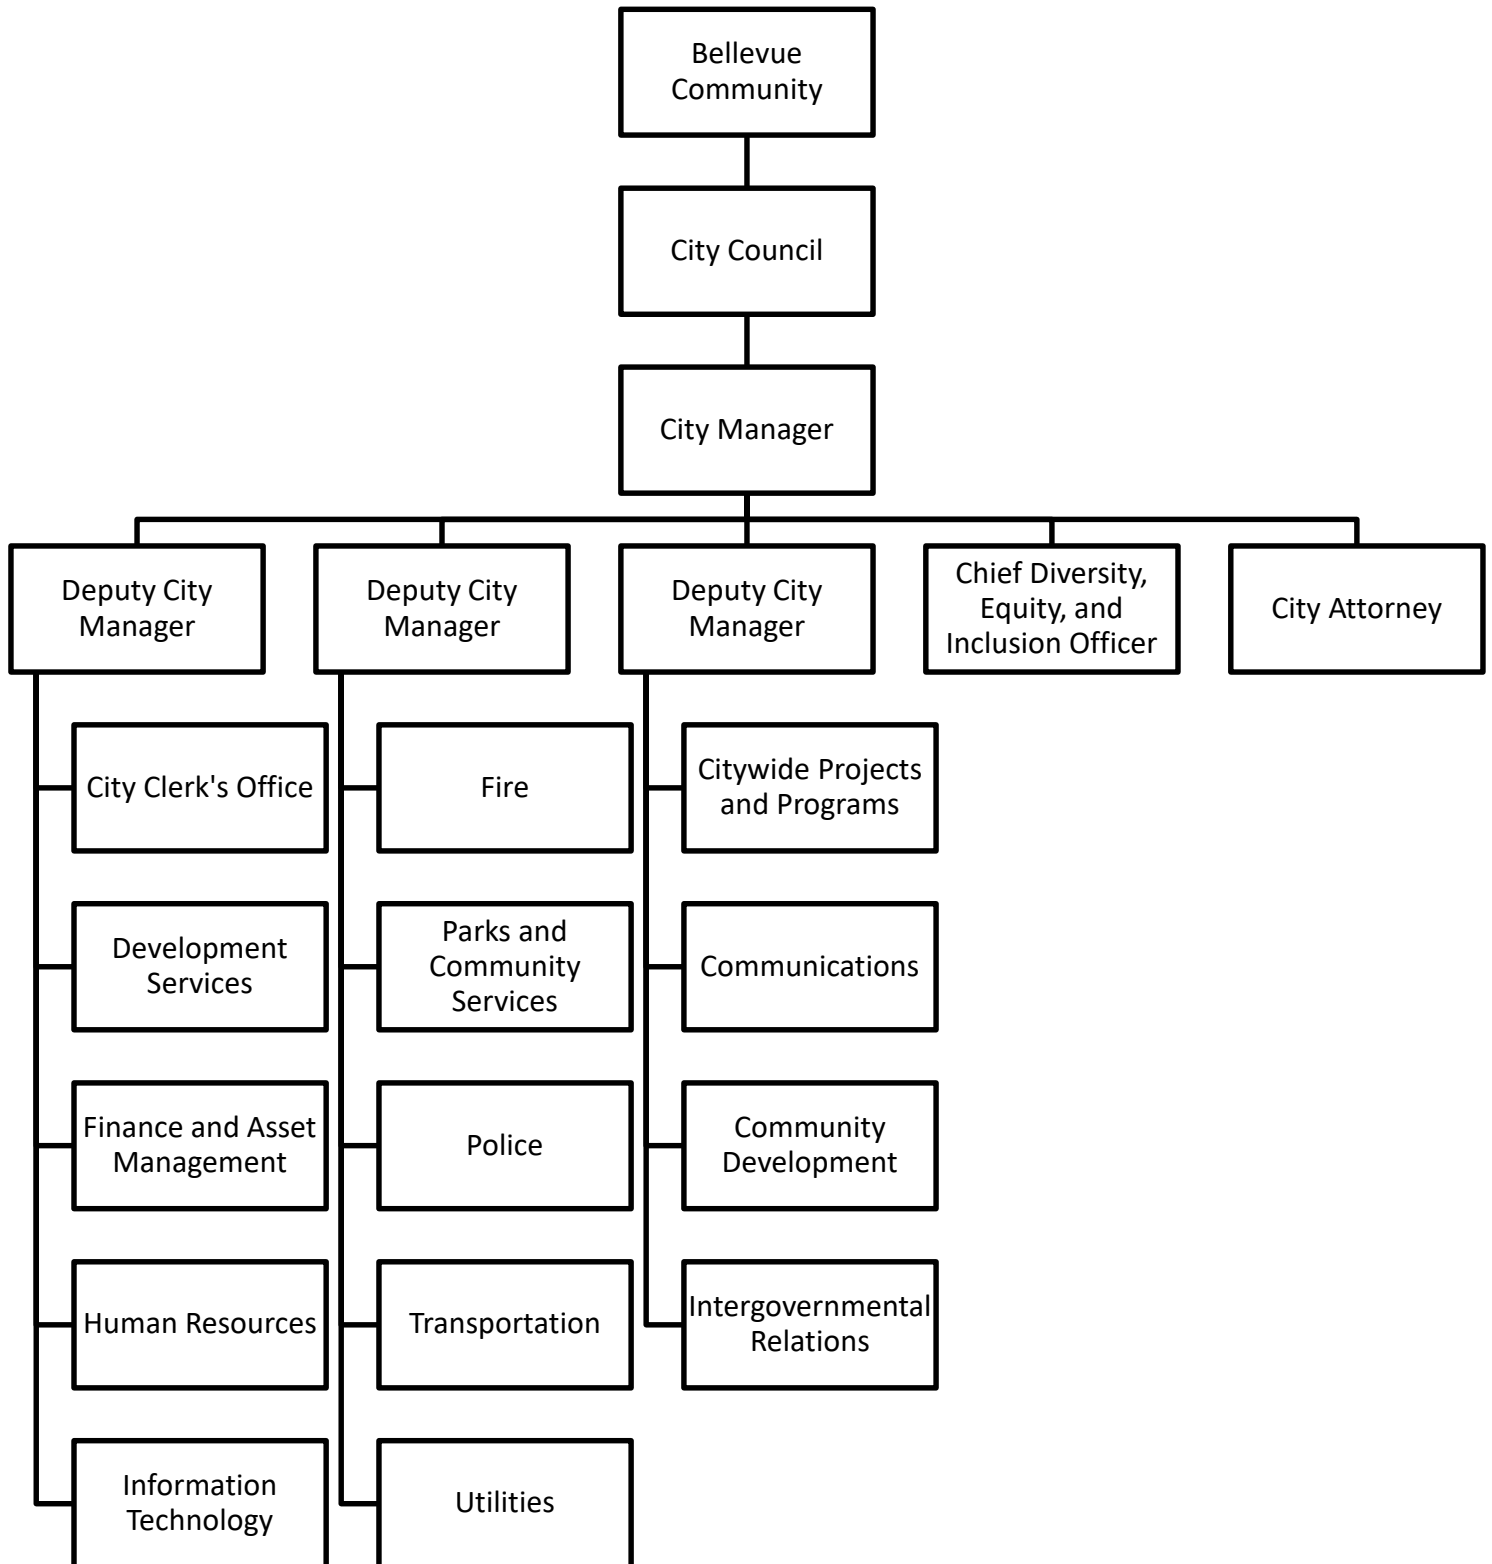 Bellevue
Community
City Council
City Manager
Deputy City
Manager
Deputy City
Manager
Deputy City
Manager
Chief Diversity,
Equity, and
Inclusion Officer
City Attorney
City Clerk's Office
Development
Services
Finance and Asset
Management
Human Resources
Information
Technology
Fire
Parks and
Community
Services
Police
Transportation
Utilities
Citywide Projects
and Programs
Communications
Community
Development
Intergovernmental
Relations